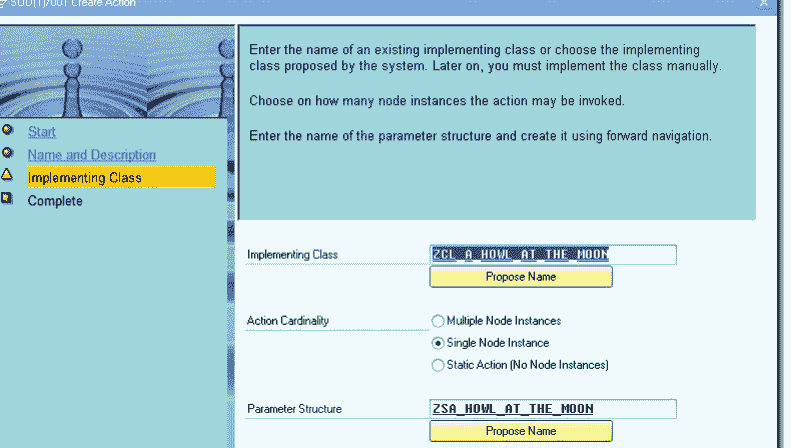 SUD(1)/001 Create Action
Enter the name of an existing implementing class or choose the implementing
class proposed by the system. Later on, you must implement the class manually.
Choose on how many node instances the action may be invoked.
Enter the name of the parameter structure and create it using forward navigation.
Start
Name and Description
Implementing Class
Complete
Implementing Class ZCL_A_HOWL_AT_THE_MOON
Propose Name
Action Cardinality Multiple Node Instances
Single Node Instance
Static Action (No Node Instances)
Parameter Structure ZSA_HOWL_AT_THE_MOON
Propose Name